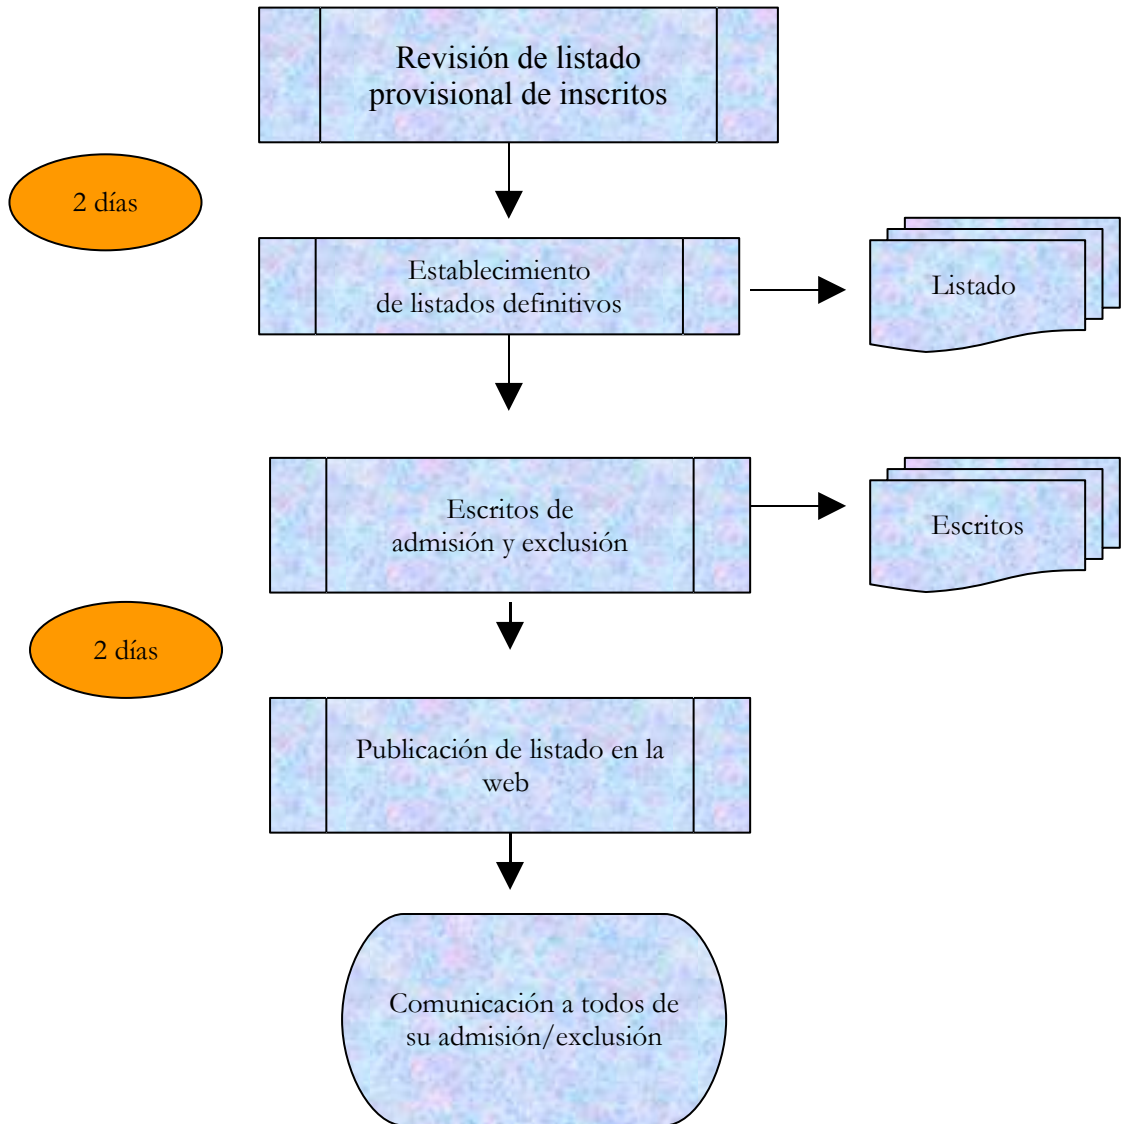 Revisión de listado
provisional de inscritos
2 días
Establecimiento
de listados definitivos
Listado
Escritos de
admisión y exclusión
Escritos
2 días
Publicación de listado en la
web
Comunicación a todos de
su admisión/exclusión